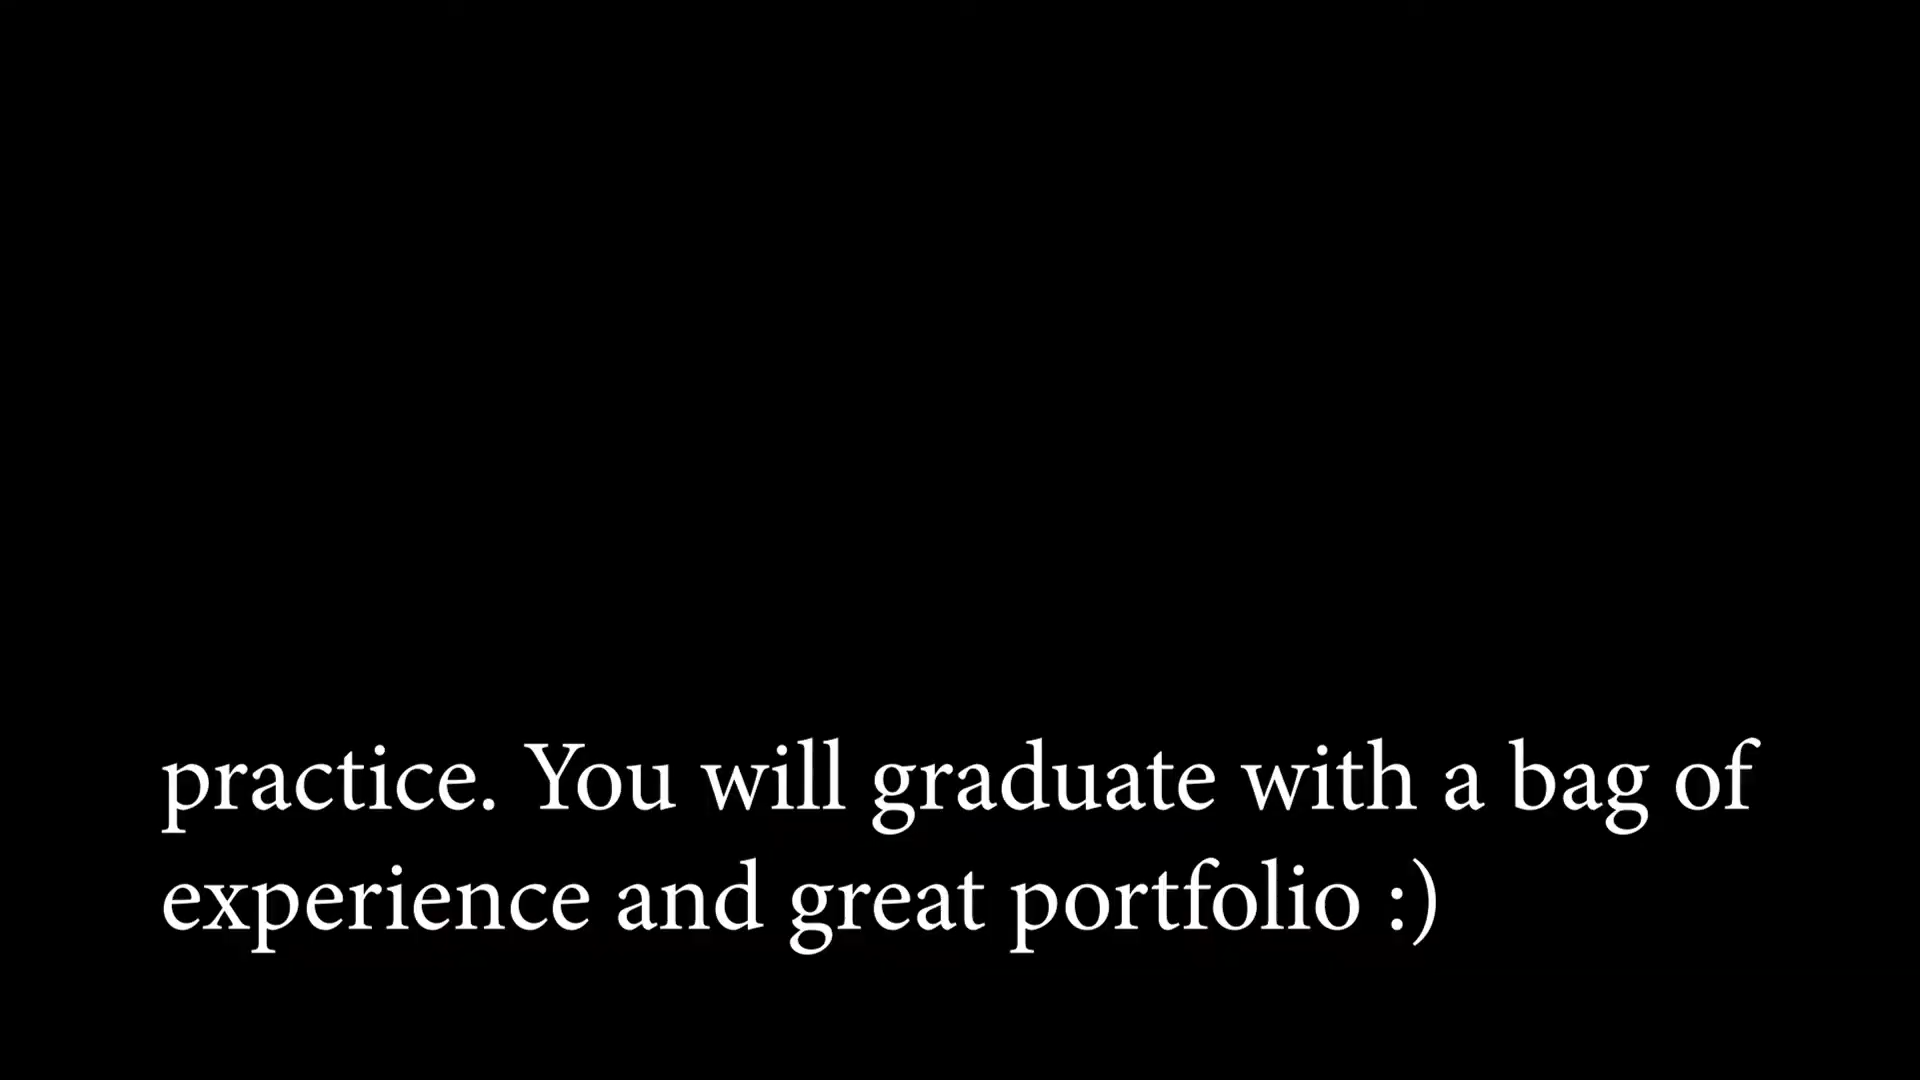 practice. You will graduate with a bag of
experience and great portfolio :)